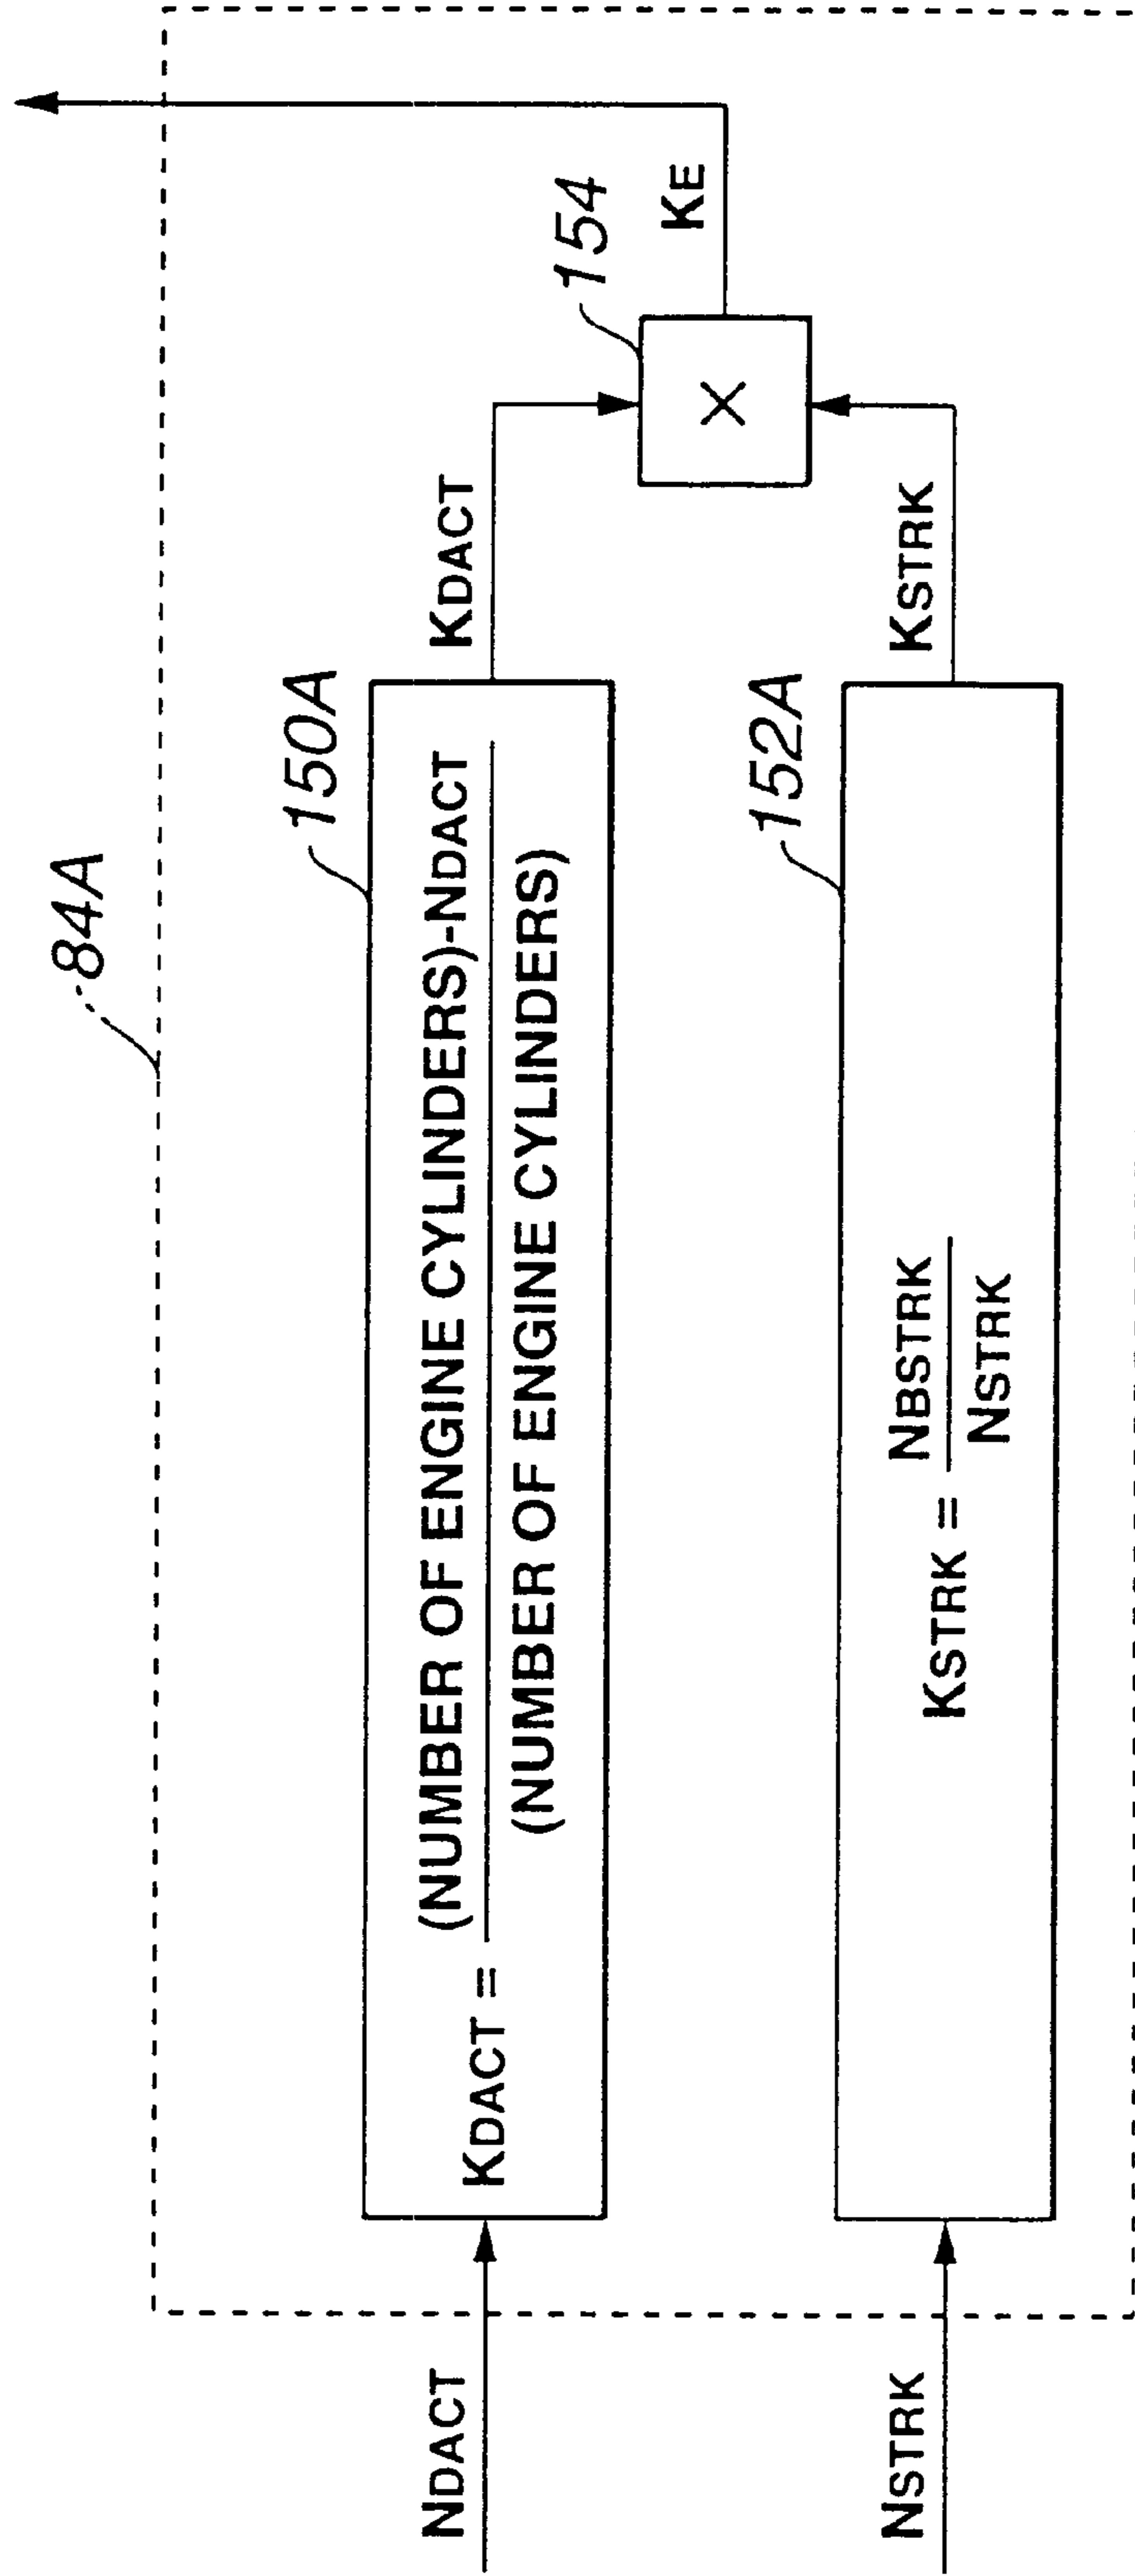 84A
150A
NDACT
KDACT =
(NUMBER OF ENGINE CYLINDERS)-NDACT
(NUMBER OF ENGINE CYLINDERS)
KDACT
154
×
KE
152A
NSTRK
KSTRK =
NBSTRK
NSTRK
KSTRK